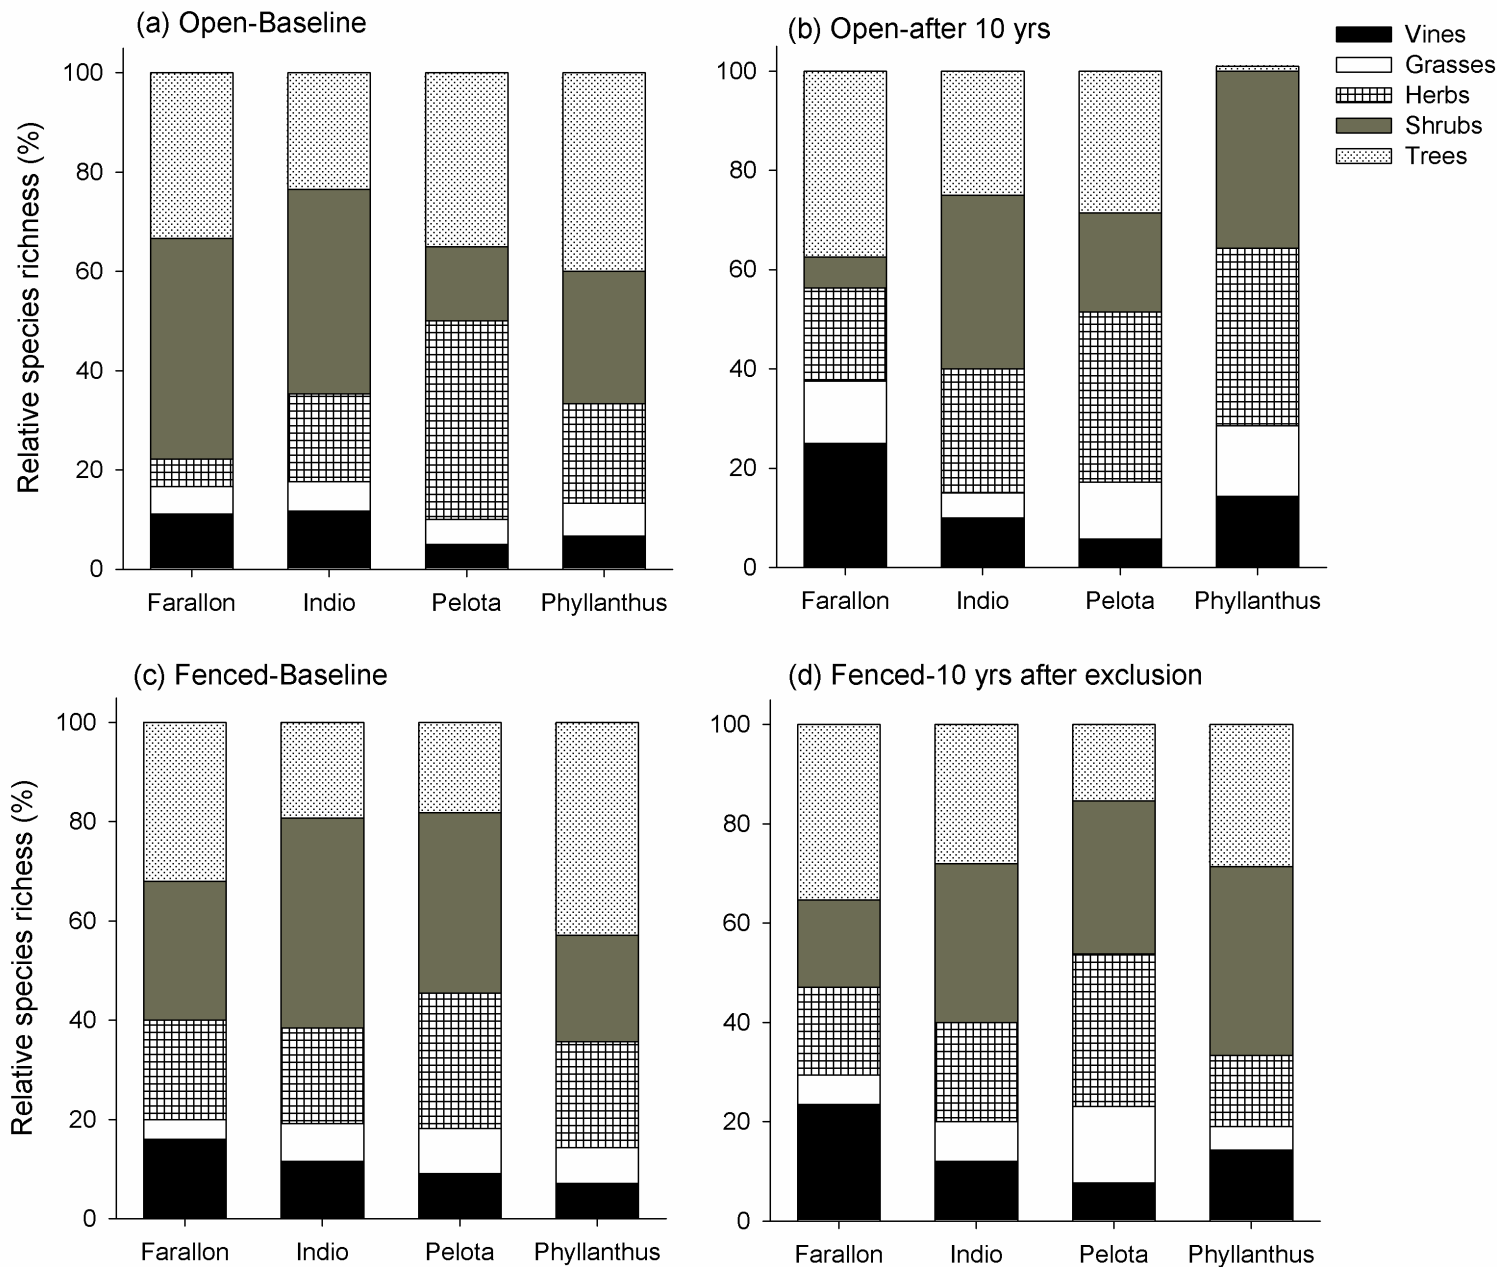 (a) Open-Baseline
(b) Open-after 10 yrs
Vines
Grasses
Herbs
Shrubs
Trees
Relative species richness (%)
100
80
60
40
20
0
Farallon Indio Pelota Phyllanthus
100
80
60
40
20
0
Farallon Indio Pelota Phyllanthus
(c) Fenced-Baseline
(d) Fenced-10 yrs after exclusion
Relative species richess (%)
100
80
60
40
20
0
Farallon Indio Pelota Phyllanthus
100
80
60
40
20
0
Farallon Indio Pelota Phyllanthus